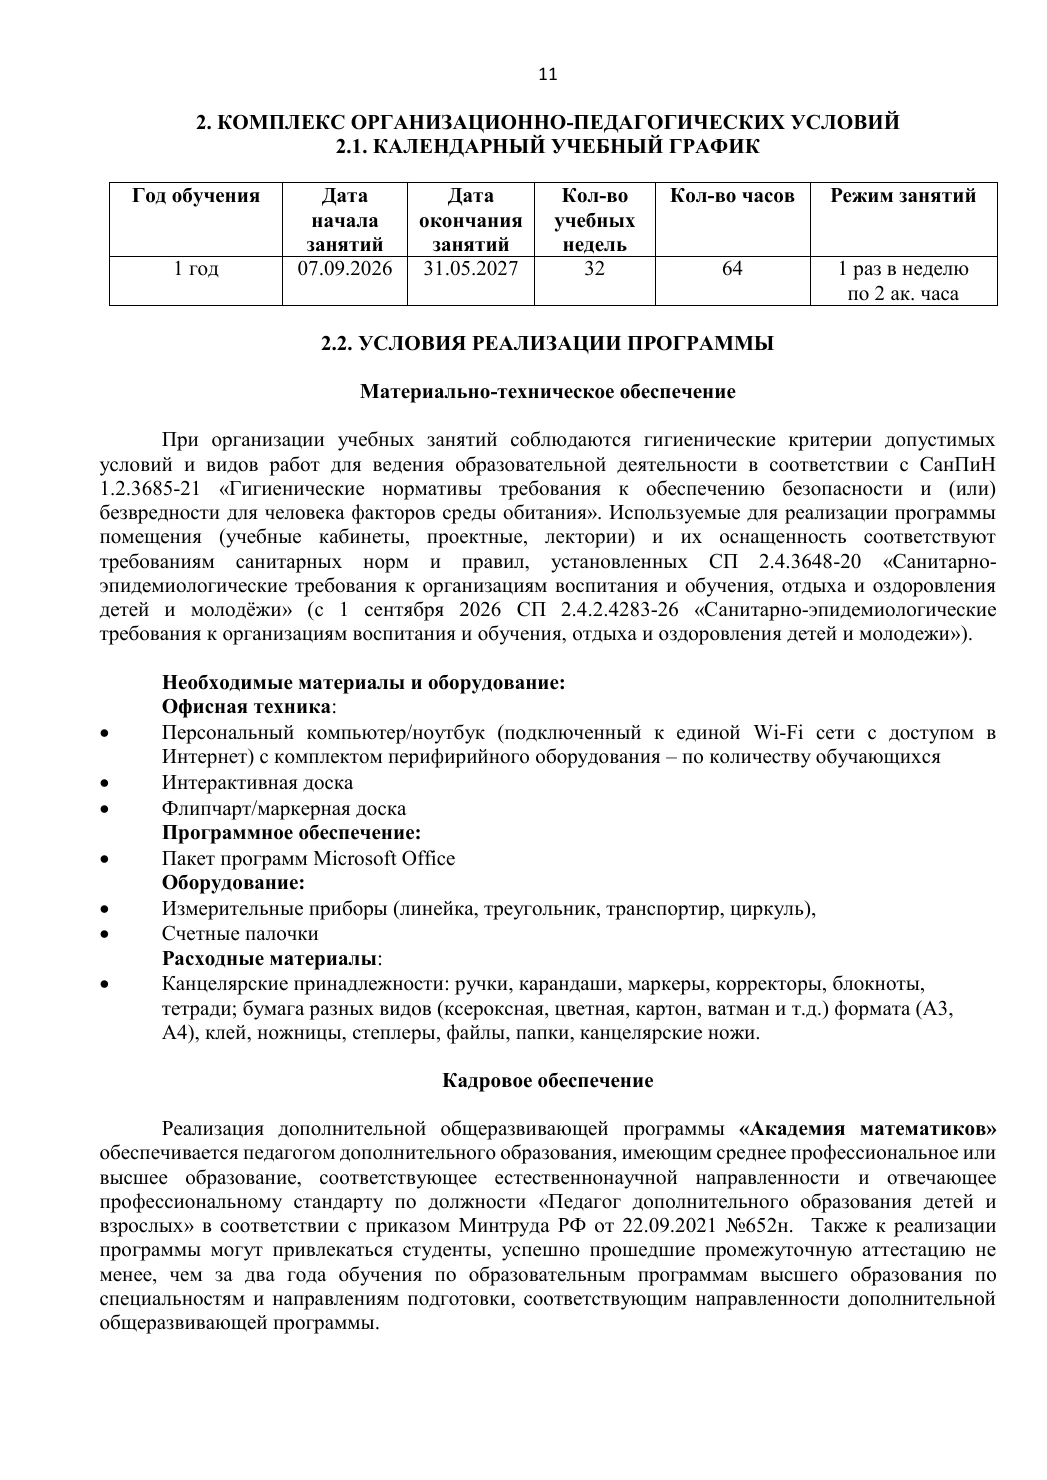 11
2. КОМПЛЕКС ОРГАНИЗАЦИОННО-ПЕДАГОГИЧЕСКИХ УСЛОВИЙ
2.1. КАЛЕНДАРНЫЙ УЧЕБНЫЙ ГРАФИК
Год обучения | Дата начала занятий | Дата окончания занятий | Кол-во учебных недель | Кол-во часов | Режим занятий
1 год | 07.09.2026 | 31.05.2027 | 32 | 64 | 1 раз в неделю по 2 ак. часа
2.2. УСЛОВИЯ РЕАЛИЗАЦИИ ПРОГРАММЫ
Материально-техническое обеспечение
При организации учебных занятий соблюдаются гигиенические критерии допустимых
условий и видов работ для ведения образовательной деятельности в соответствии с СанПиН
1.2.3685-21 «Гигиенические нормативы требования к обеспечению безопасности и (или)
безвредности для человека факторов среды обитания». Используемые для реализации программы
помещения (учебные кабинеты, проектные, лектории) и их оснащенность соответствуют
требованиям санитарных норм и правил, установленных СП 2.4.3648-20 «Санитарно-
эпидемиологические требования к организациям воспитания и обучения, отдыха и оздоровления
детей и молодёжи» (с 1 сентября 2026 СП 2.4.2.4283-26 «Санитарно-эпидемиологические
требования к организациям воспитания и обучения, отдыха и оздоровления детей и молодежи»).
Необходимые материалы и оборудование:
Офисная техника:
• Персональный компьютер/ноутбук (подключенный к единой Wi-Fi сети с доступом в
Интернет) с комплектом перифирийного оборудования – по количеству обучающихся
• Интерактивная доска
• Флипчарт/маркерная доска
Программное обеспечение:
• Пакет программ Microsoft Office
Оборудование:
• Измерительные приборы (линейка, треугольник, транспортир, циркуль),
• Счетные палочки
Расходные материалы:
• Канцелярские принадлежности: ручки, карандаши, маркеры, корректоры, блокноты,
тетради; бумага разных видов (ксероксная, цветная, картон, ватман и т.д.) формата (А3,
А4), клей, ножницы, степлеры, файлы, папки, канцелярские ножи.
Кадровое обеспечение
Реализация дополнительной общеразвивающей программы «Академия математиков»
обеспечивается педагогом дополнительного образования, имеющим среднее профессиональное или
высшее образование, соответствующее естественнонаучной направленности и отвечающее
профессиональному стандарту по должности «Педагог дополнительного образования детей и
взрослых» в соответствии с приказом Минтруда РФ от 22.09.2021 №652н. Также к реализации
программы могут привлекаться студенты, успешно прошедшие промежуточную аттестацию не
менее, чем за два года обучения по образовательным программам высшего образования по
специальностям и направлениям подготовки, соответствующим направленности дополнительной
общеразвивающей программы.